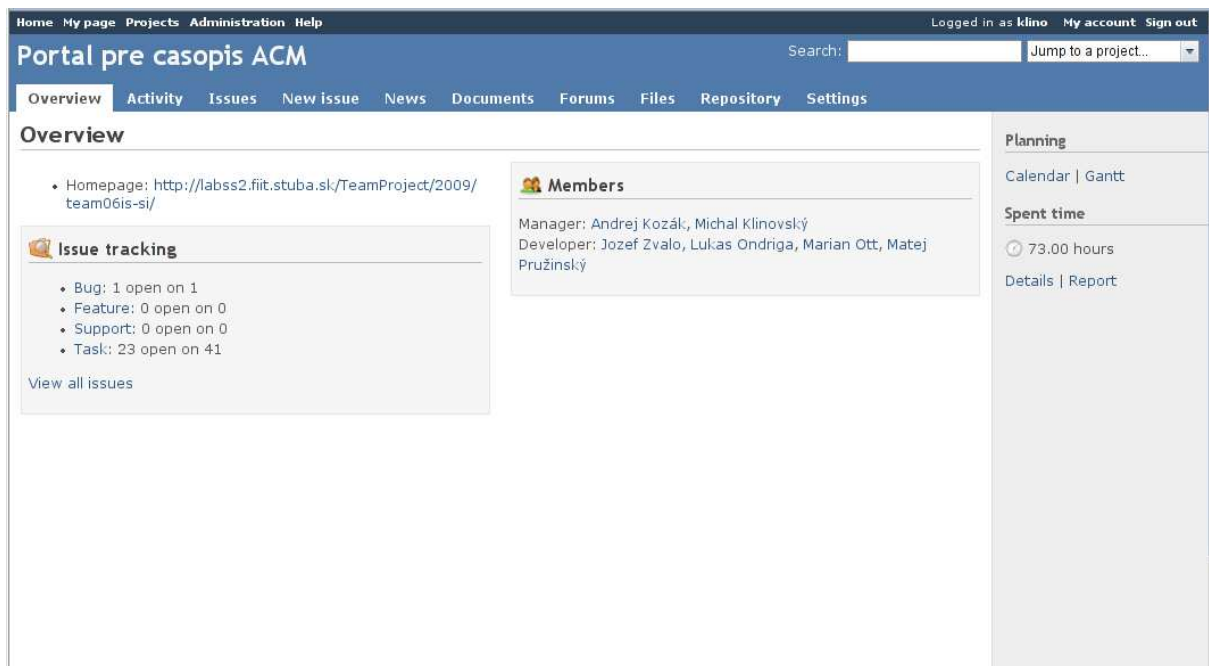 Home My page Projects Administration Help
Logged in as klino My account Sign out
Portal pre casopis ACM
Search:
Jump to a project...
Overview Activity Issues New issue News Documents Forums Files Repository Settings
Overview
Homepage: http://labss2.fiit.stuba.sk/TeamProject/2009/
team06is-si/
Issue tracking
Bug: 1 open on 1
Feature: 0 open on 0
Support: 0 open on 0
Task: 23 open on 41
View all issues
Members
Manager: Andrej Kozák, Michal Klinovský
Developer: Jozef Zvalo, Lukas Ondriga, Marian Ott, Matej
Pružinský
Planning
Calendar | Gantt
Spent time
73.00 hours
Details | Report